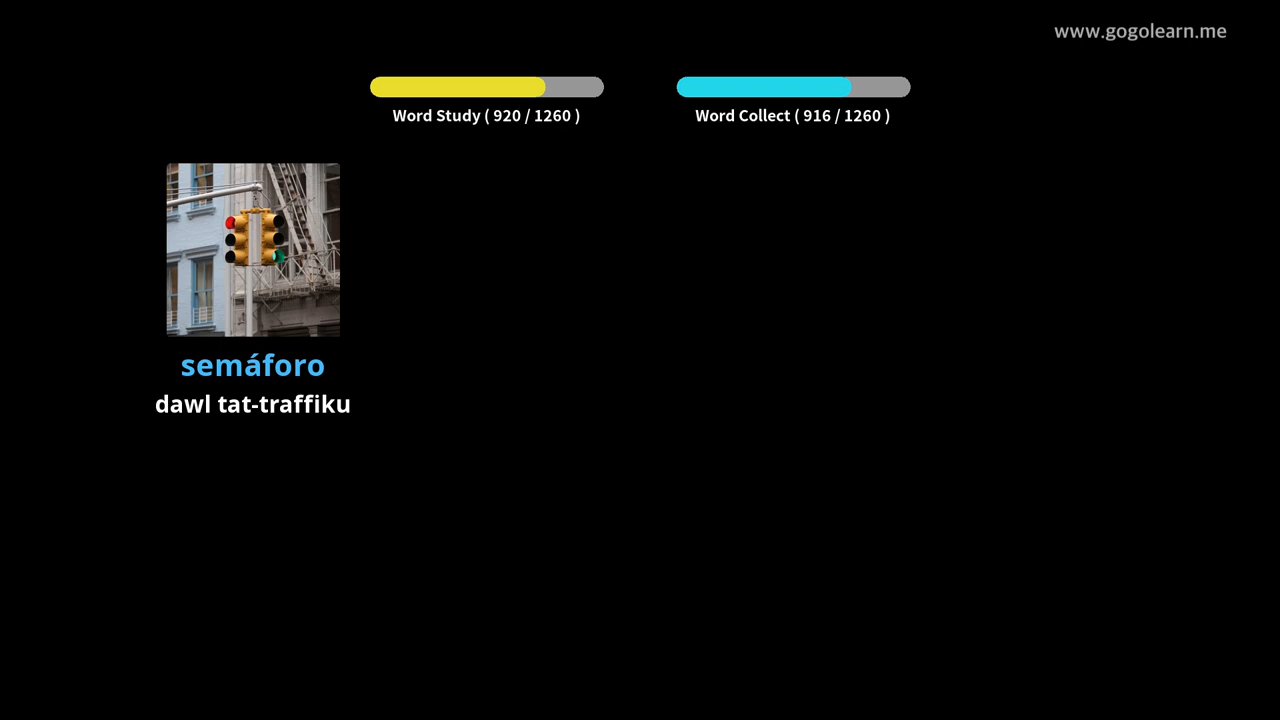 www.gogolearn.me
Word Study ( 920 / 1260 )
Word Collect ( 916 / 1260 )
semáforo
dawl tat-traffiku